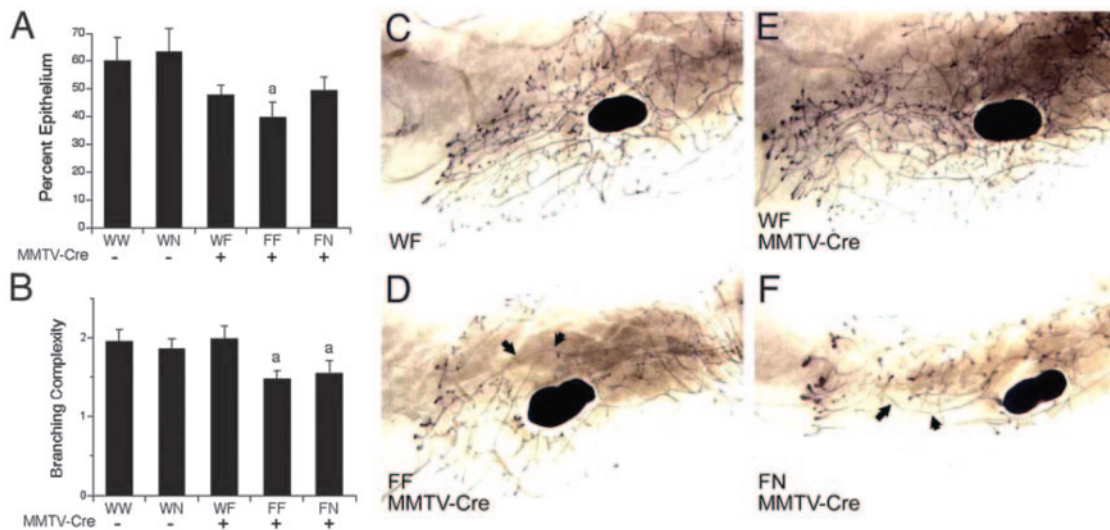 A
70
60
50
40
30
20
10
0
Percent Epithelium
a
WW WN WF FF FN
MMTV-Cre - - + + +
B
2
1
0
Branching Complexity
a a
WW WN WF FF FN
MMTV-Cre - - + + +
C
WF
E
WF
MMTV-Cre
D
FF
MMTV-Cre
F
FN
MMTV-Cre